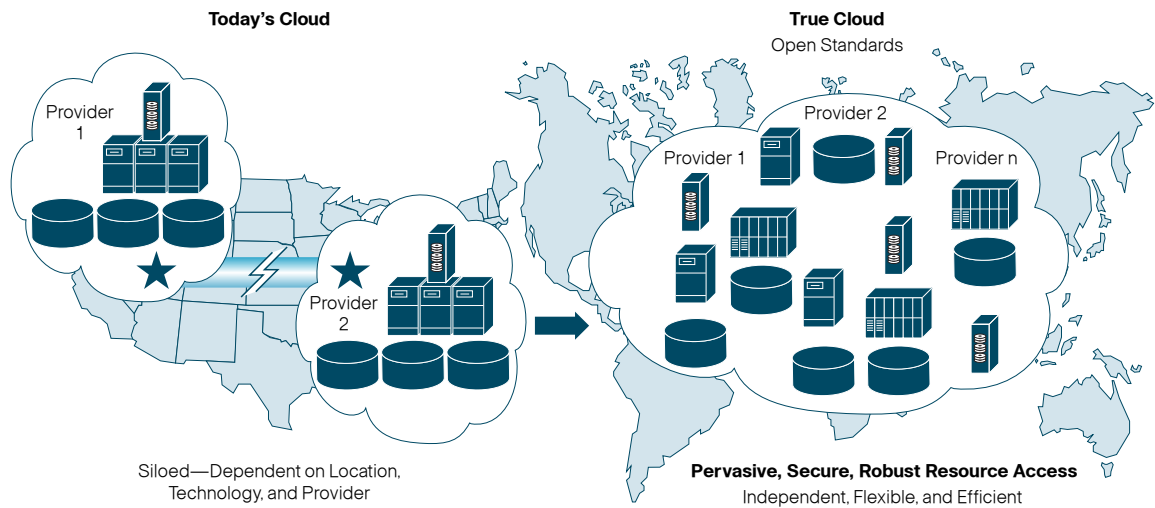 Today’s Cloud
Provider
1
Provider
2
Siloed—Dependent on Location,
Technology, and Provider
True Cloud
Open Standards
Provider 1
Provider 2
Provider n
Pervasive, Secure, Robust Resource Access
Independent, Flexible, and Efficient